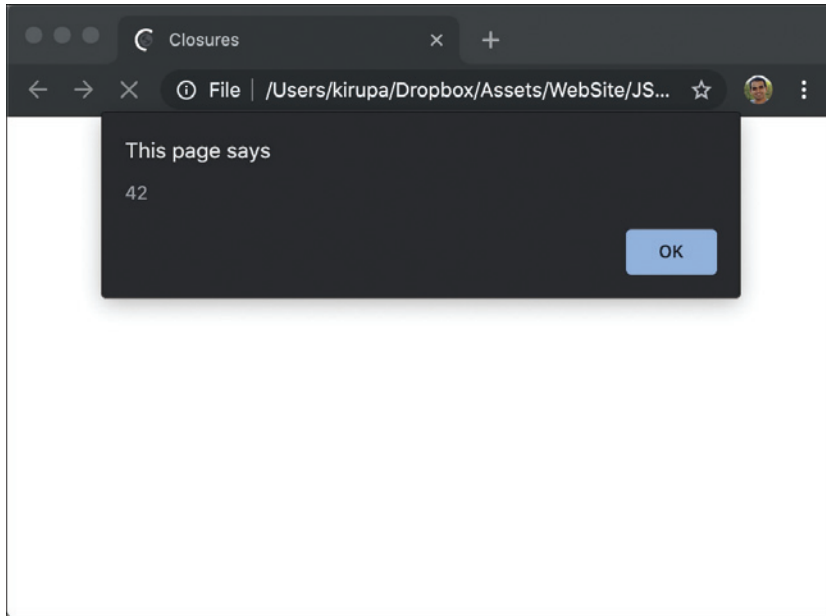 Closures
File /Users/kirupa/Dropbox/Assets/WebSite/JS...
This page says
42
OK